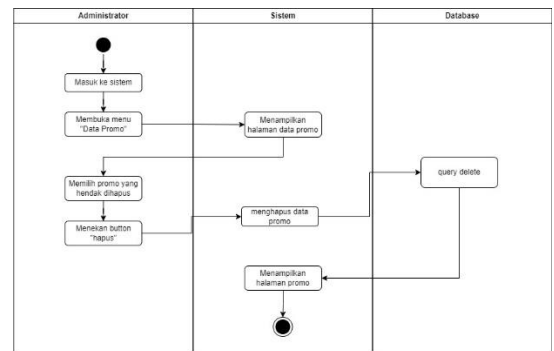 Administrator
Sistem
Database
Masuk ke sistem
Membuka menu
"Data Promo"
Menampilkan
halaman data promo
Memilih promo yang
hendak dihapus
Menekan button
"hapus"
menghapus data
promo
query delete
Menampilkan
halaman promo